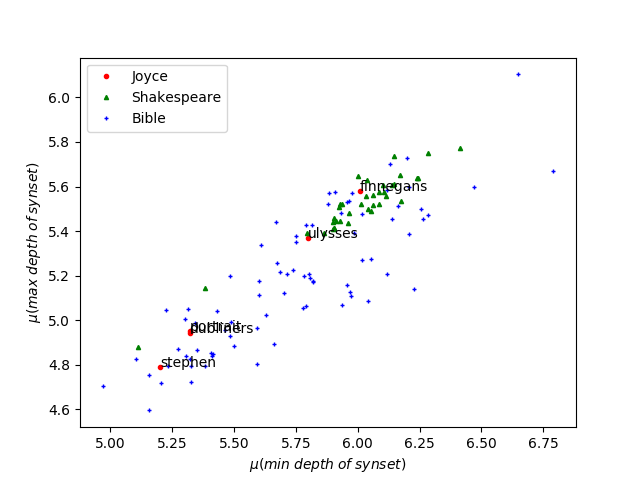 Joyce
Shakespeare
Bible
6.0
5.8
5.6
5.4
5.2
5.0
4.8
4.6
μ(max depth of synset)
finnegans
ulysses
portrait
dubliners
stephen
5.00 5.25 5.50 5.75 6.00 6.25 6.50 6.75
μ(min depth of synset)